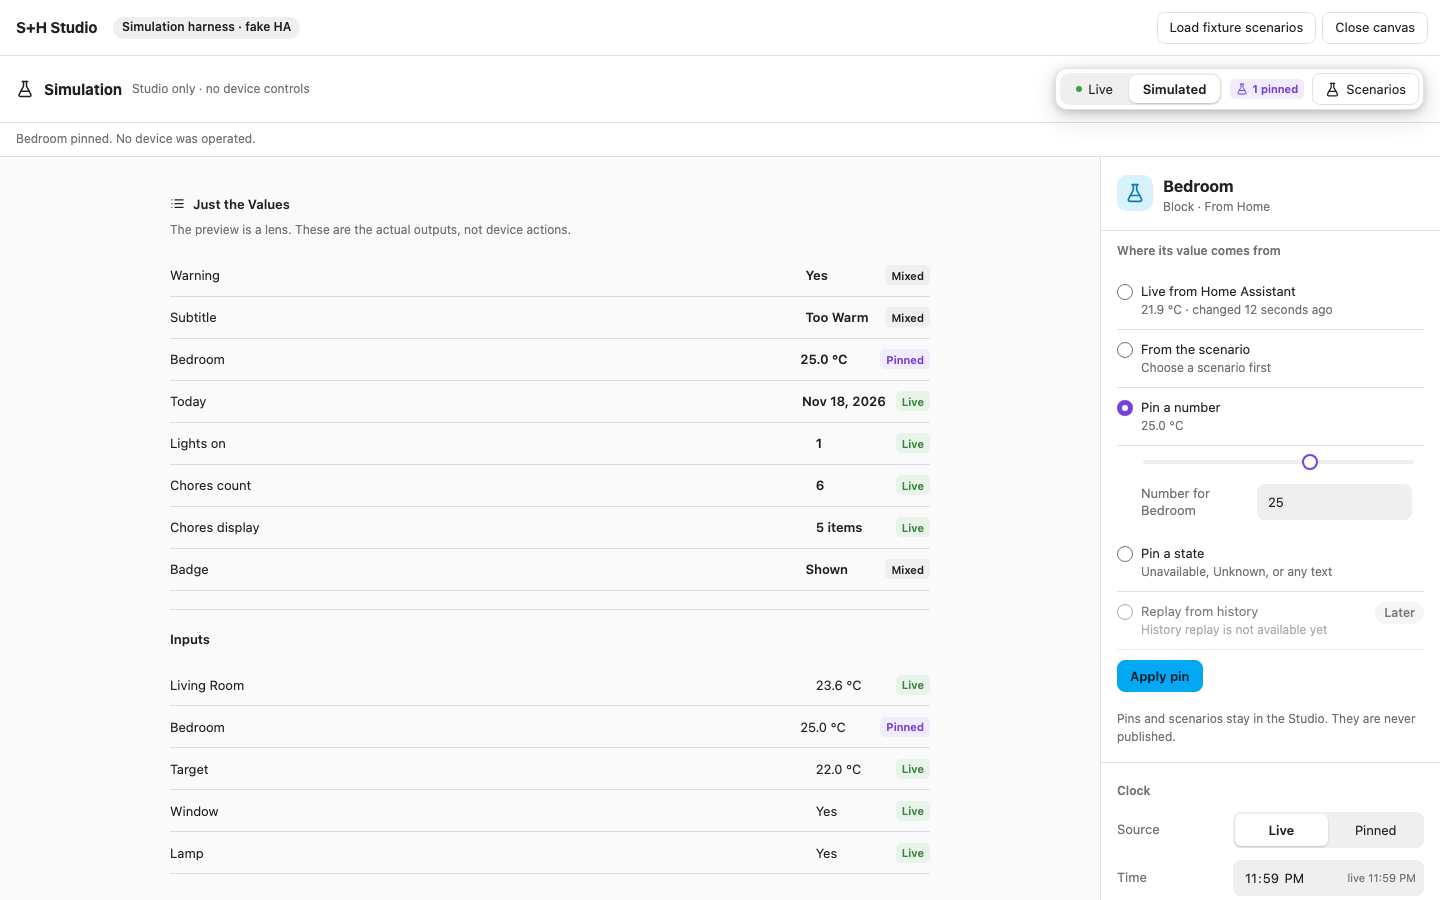 S+H Studio
Simulation harness · fake HA
Load fixture scenarios
Close canvas
Simulation
Studio only · no device controls
Live
Simulated
1 pinned
Scenarios
Bedroom pinned. No device was operated.
Just the Values
The preview is a lens. These are the actual outputs, not device actions.
Warning Yes Mixed
Subtitle Too Warm Mixed
Bedroom 25.0 °C Pinned
Today Nov 18, 2026 Live
Lights on 1 Live
Chores count 6 Live
Chores display 5 items Live
Badge Shown Mixed
Inputs
Living Room 23.6 °C Live
Bedroom 25.0 °C Pinned
Target 22.0 °C Live
Window Yes Live
Lamp Yes Live
Bedroom
Block · From Home
Where its value comes from
Live from Home Assistant
21.9 °C · changed 12 seconds ago
From the scenario
Choose a scenario first
Pin a number
25.0 °C
Number for
Bedroom
25
Pin a state
Unavailable, Unknown, or any text
Replay from history
Later
History replay is not available yet
Apply pin
Pins and scenarios stay in the Studio. They are never
published.
Clock
Source Live Pinned
Time 11:59 PM live 11:59 PM